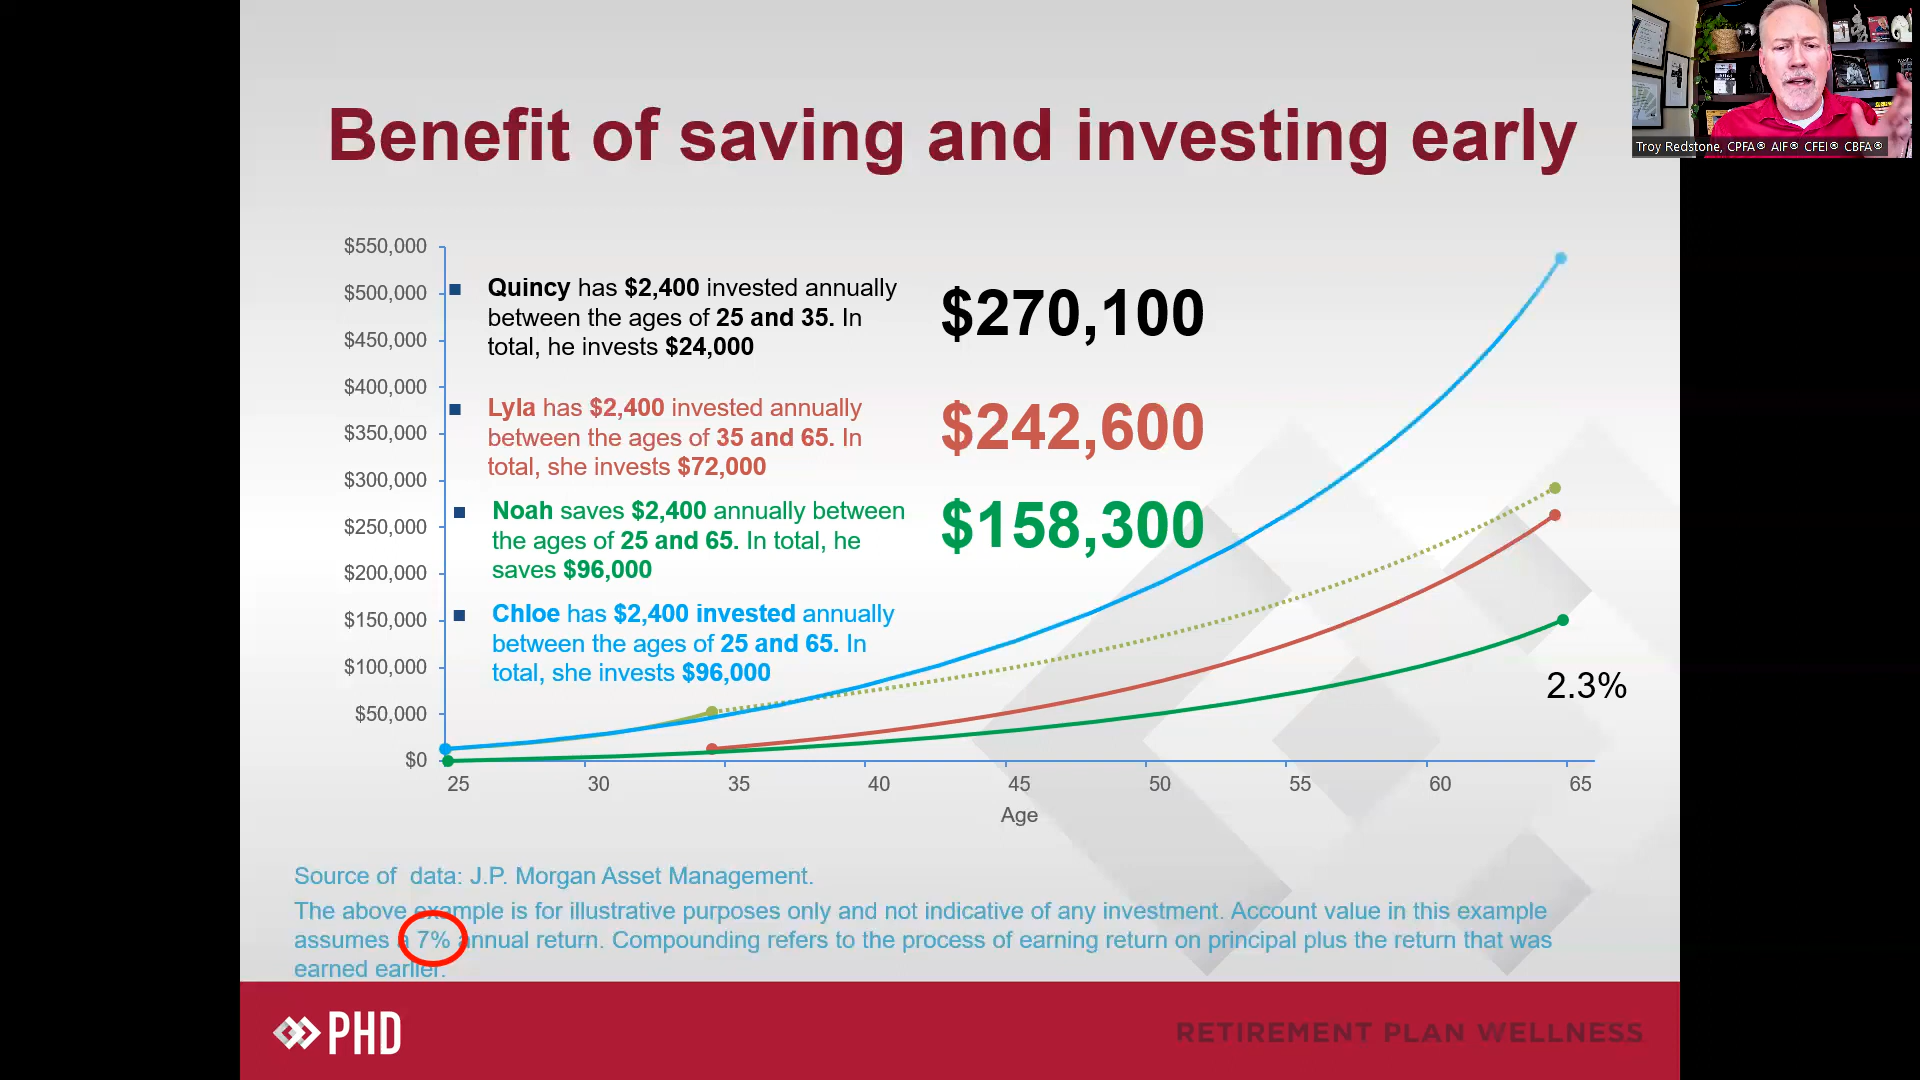 Troy Redstone, CPFA® AIF® CFEI® CBFA®
Benefit of saving and investing early
$550,000
$500,000
$450,000
$400,000
$350,000
$300,000
$250,000
$200,000
$150,000
$100,000
$50,000
$0
Quincy has $2,400 invested annually
between the ages of 25 and 35. In
total, he invests $24,000
$270,100
Lyla has $2,400 invested annually
between the ages of 35 and 65. In
total, she invests $72,000
$242,600
Noah saves $2,400 annually between
the ages of 25 and 65. In total, he
saves $96,000
$158,300
Chloe has $2,400 invested annually
between the ages of 25 and 65. In
total, she invests $96,000
2.3%
25 30 35 40 45 50 55 60 65
Age
Source of data: J.P. Morgan Asset Management.
The above example is for illustrative purposes only and not indicative of any investment. Account value in this example
assumes a 7% annual return. Compounding refers to the process of earning return on principal plus the return that was
earned earlier.
PHD
RETIREMENT PLAN WELLNESS